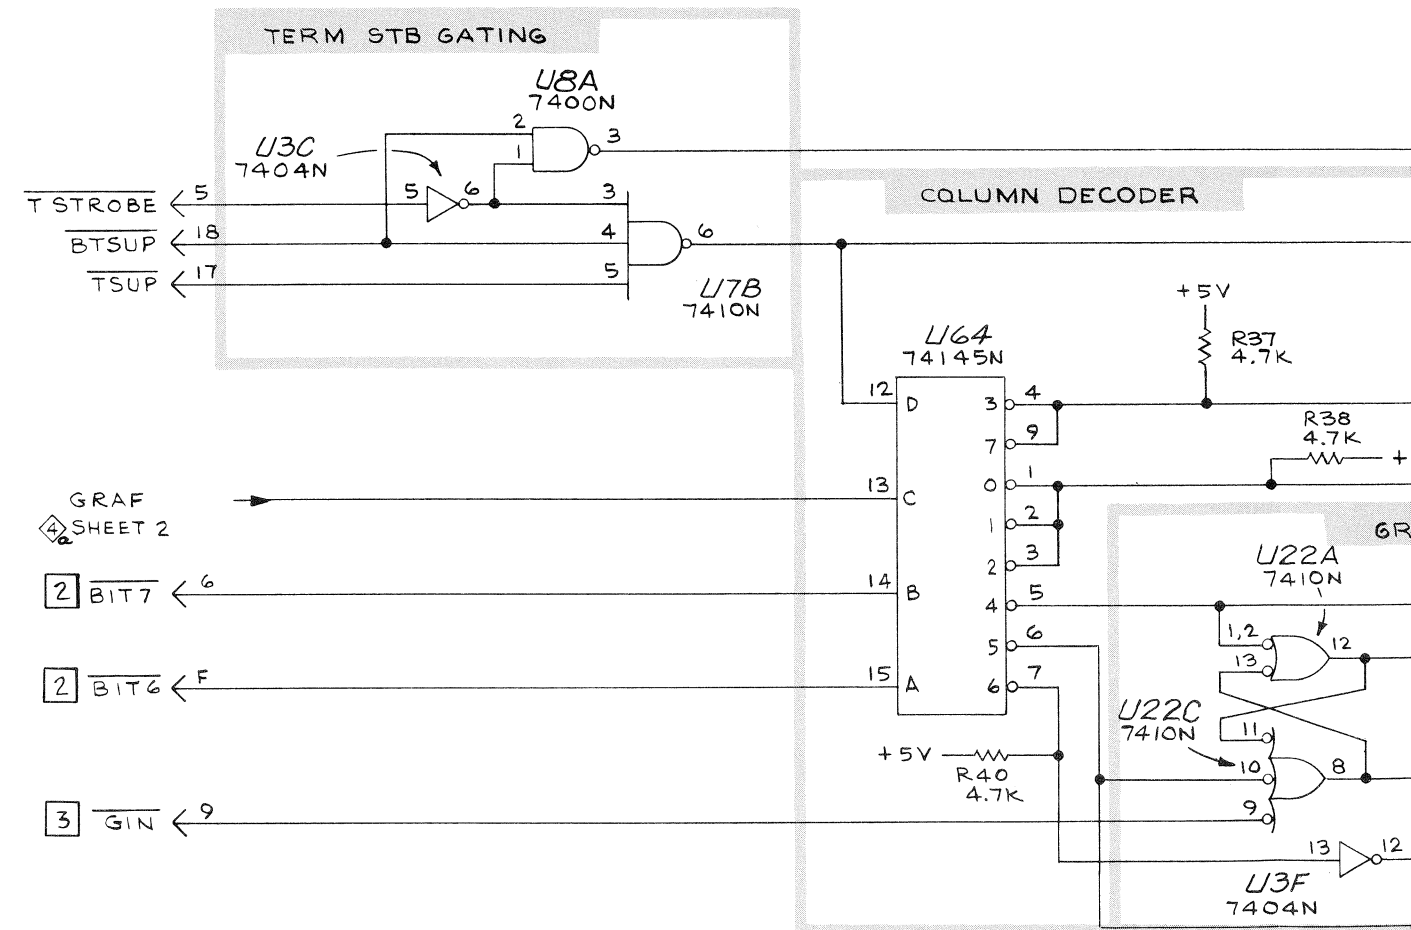 TERM STB GATING
U8A
7400N
2
3
1
U3C
7404N
T STROBE
5
5
6
3
BTSUP
18
4
6
TSUP
17
5
U7B
7410N
COLUMN DECODER
+5V
R37
4.7K
U64
74145N
12
D
3
4
7
9
R38
4.7K
+
GRAF
4
a
SHEET 2
13
C
0
1
1
2
2
3
GR
U22A
7410N
2
BIT7
6
14
B
4
5
1,2
12
13
5
6
2
BIT6
F
15
A
6
7
U22C
7410N
11
+5V
R40
4.7K
10
8
9
3
GIN
9
13
12
U3F
7404N